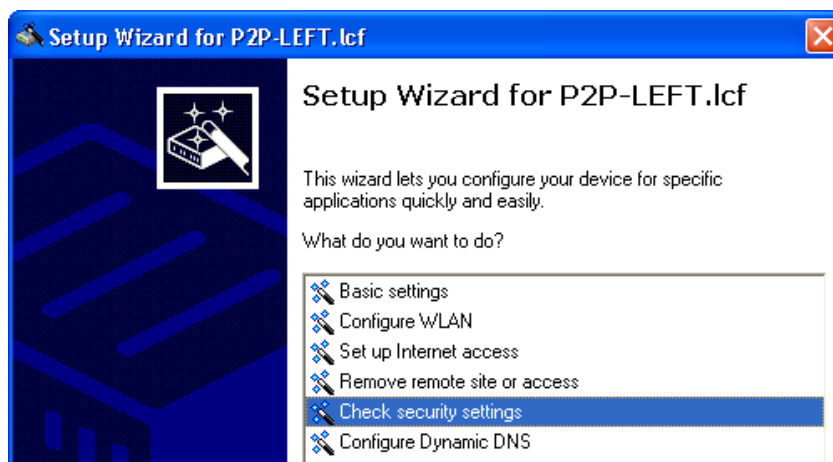 Setup Wizard for P2P-LEFT.lcf
Setup Wizard for P2P-LEFT.lcf
This wizard lets you configure your device for specific
applications quickly and easily.
What do you want to do?
Basic settings
Configure WLAN
Set up Internet access
Remove remote site or access
Check security settings
Configure Dynamic DNS